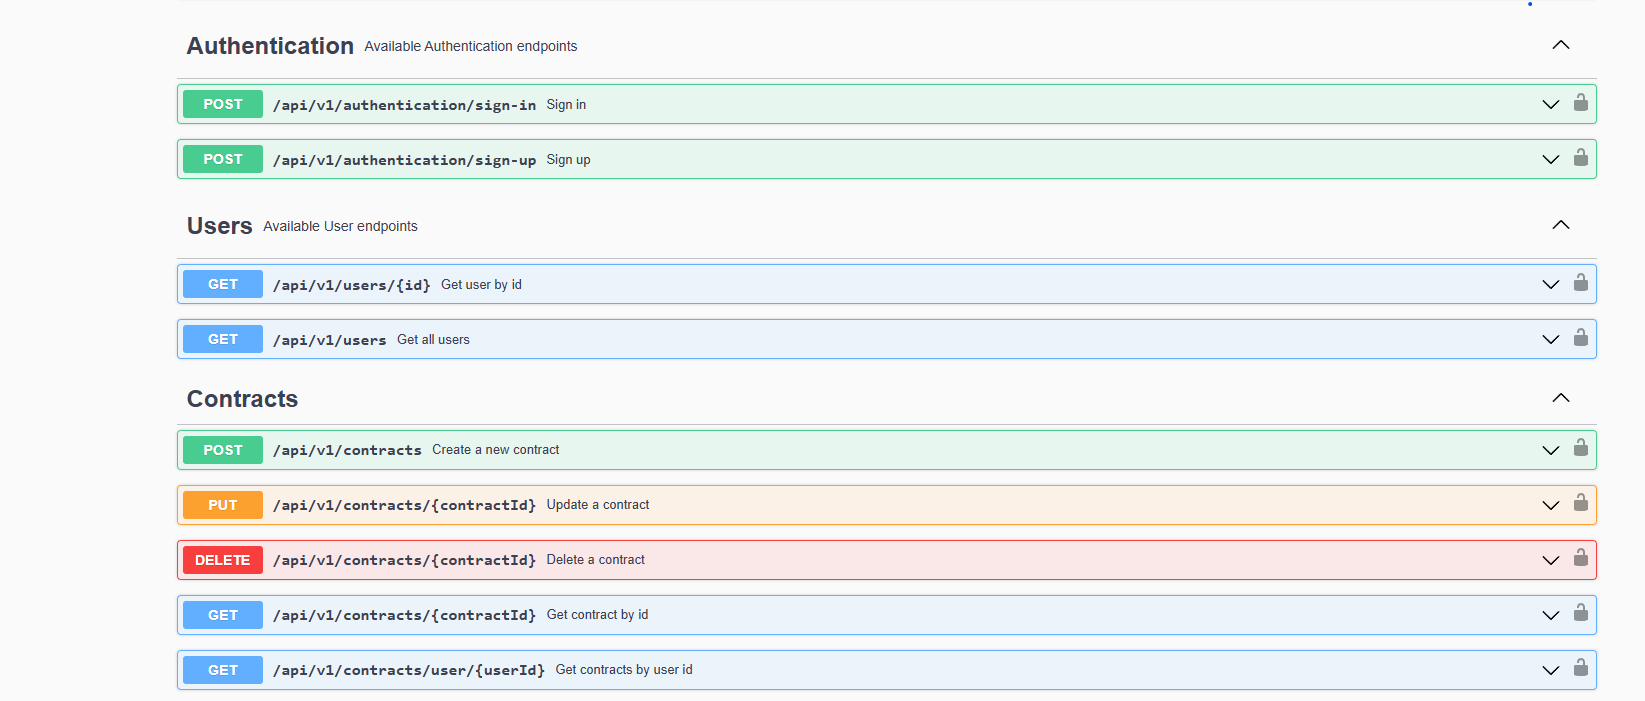 Authentication Available Authentication endpoints
POST /api/v1/authentication/sign-in Sign in
POST /api/v1/authentication/sign-up Sign up
Users Available User endpoints
GET /api/v1/users/{id} Get user by id
GET /api/v1/users Get all users
Contracts
POST /api/v1/contracts Create a new contract
PUT /api/v1/contracts/{contractId} Update a contract
DELETE /api/v1/contracts/{contractId} Delete a contract
GET /api/v1/contracts/{contractId} Get contract by id
GET /api/v1/contracts/user/{userId} Get contracts by user id